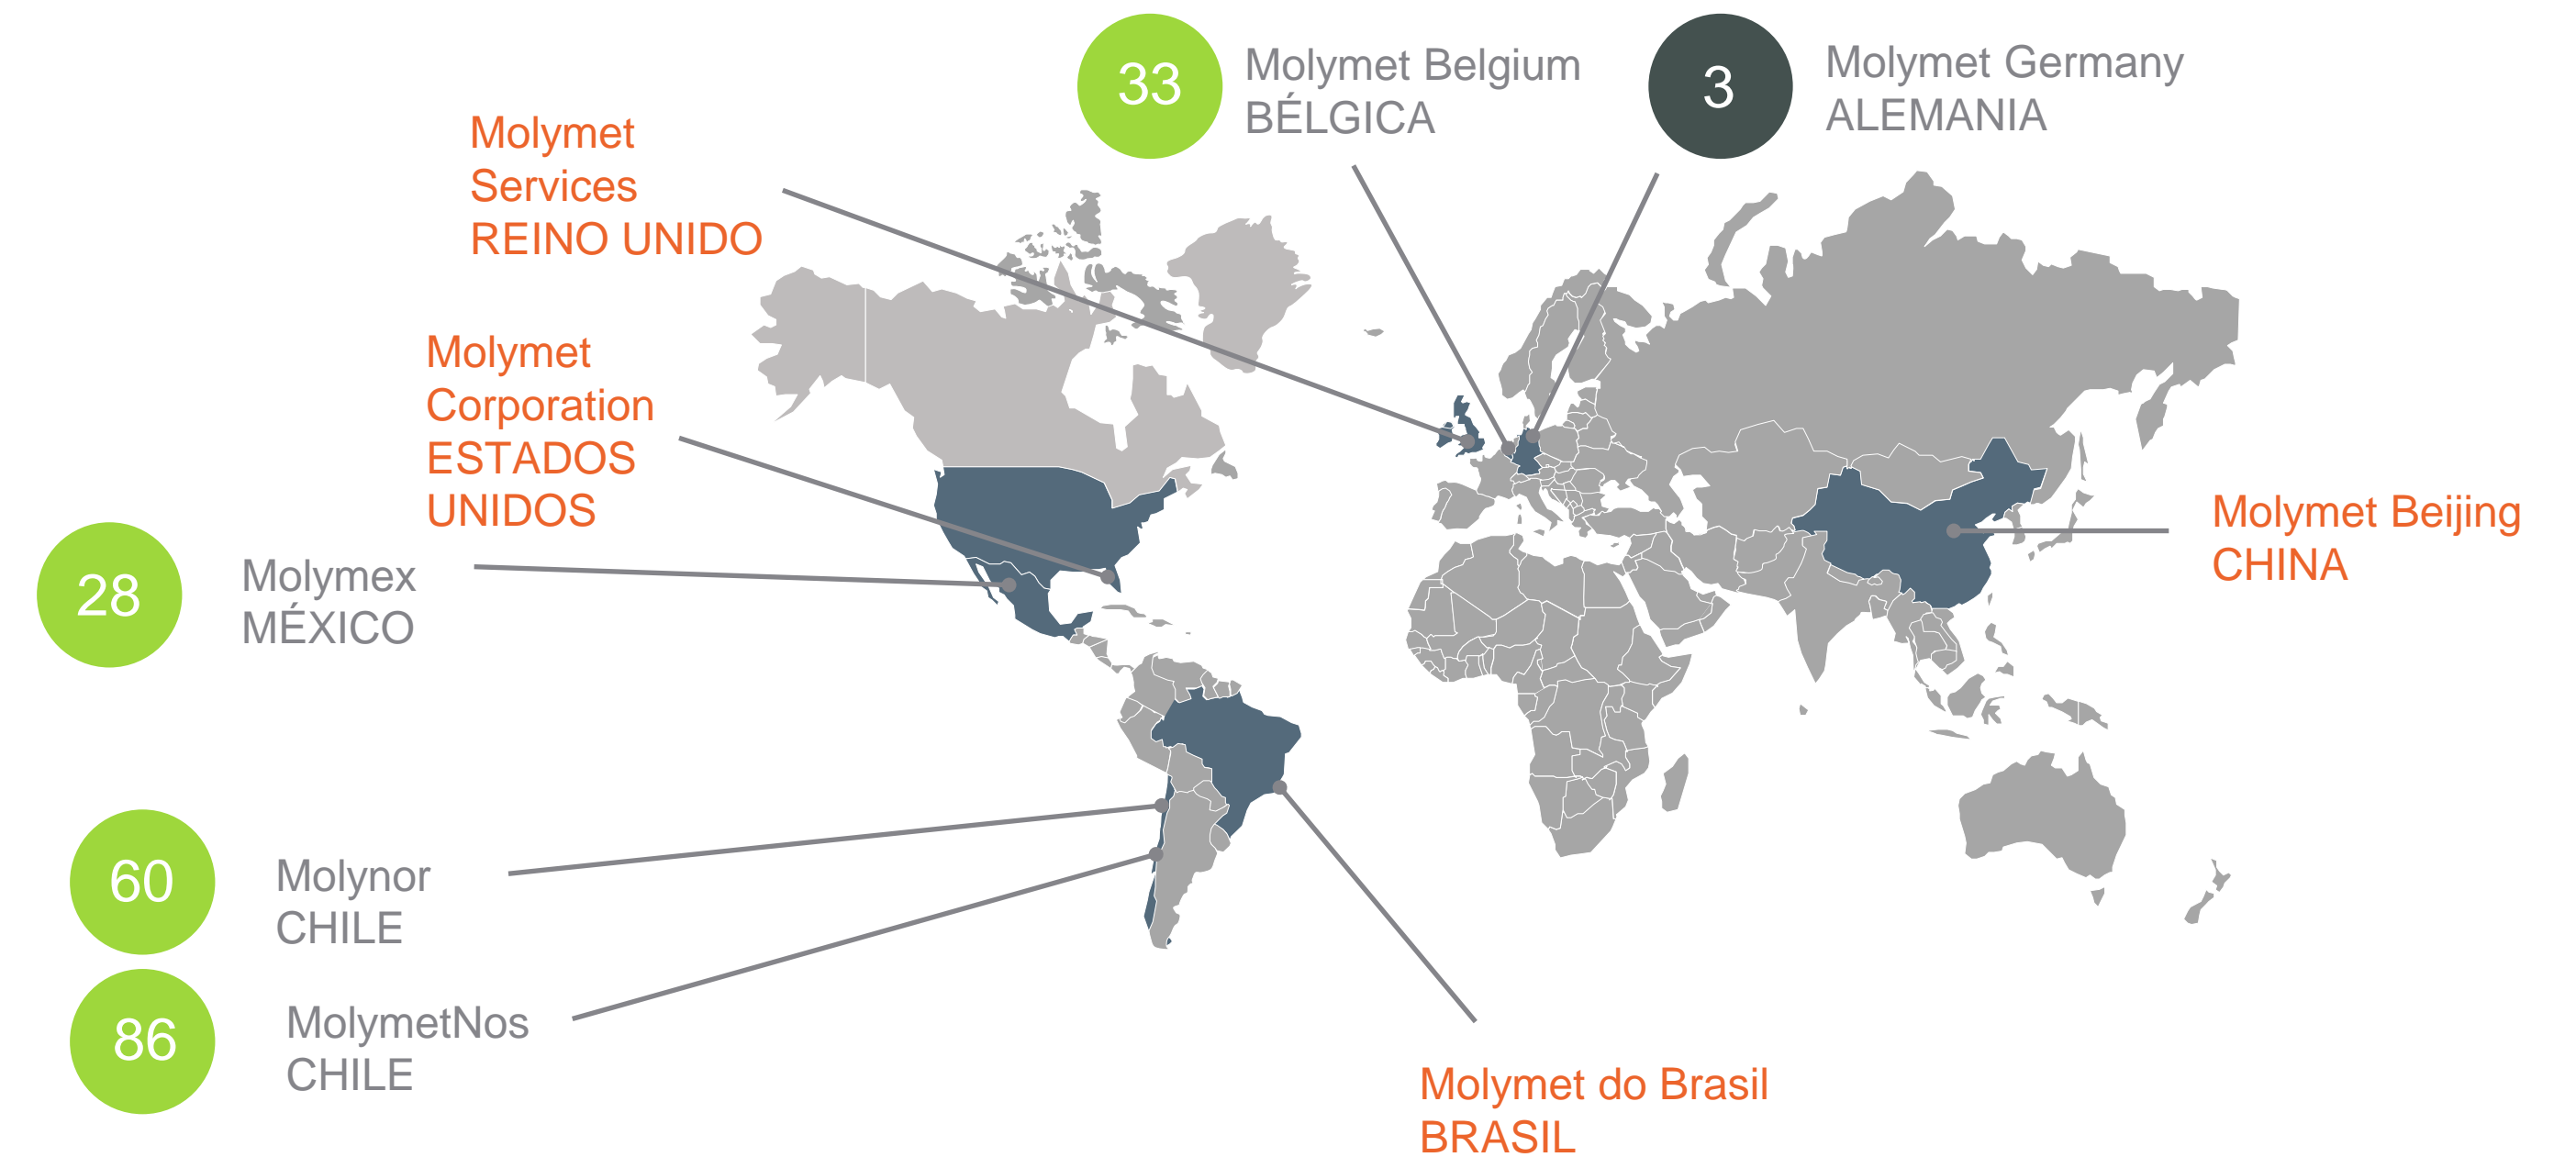 33
Molymet Belgium
BÉLGICA
3
Molymet Germany
ALEMANIA
Molymet
Services
REINO UNIDO
Molymet
Corporation
ESTADOS
UNIDOS
Molymet Beijing
CHINA
28
Molymex
MÉXICO
60
Molynor
CHILE
86
MolymetNos
CHILE
Molymet do Brasil
BRASIL